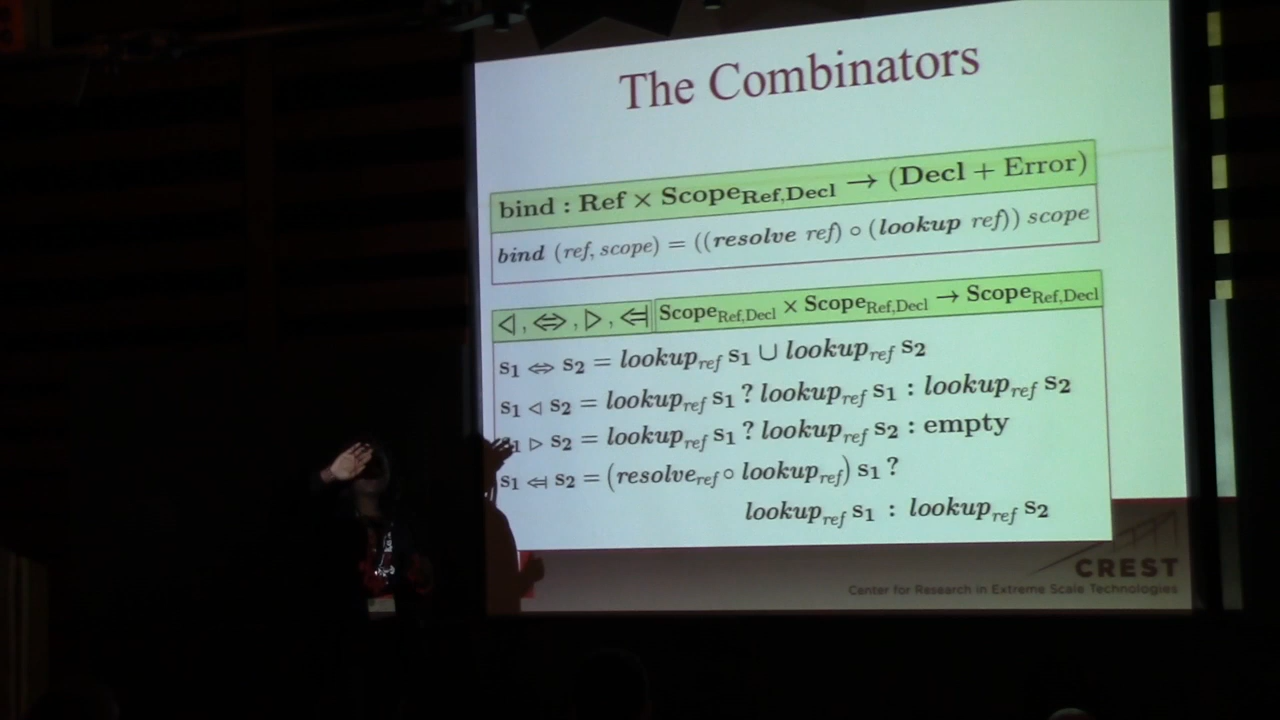 The Combinators
bind : Ref × Scope_Ref,Decl → (Decl + Error)
bind (ref, scope) = ((resolve ref) ∘ (lookup ref)) scope
◁ , ⇔ , ▷ , ⩤ Scope_Ref,Decl × Scope_Ref,Decl → Scope_Ref,Decl
s₁ ⇔ s₂ = lookup_ref s₁ ∪ lookup_ref s₂
s₁ ◁ s₂ = lookup_ref s₁ ? lookup_ref s₁ : lookup_ref s₂
s₁ ▷ s₂ = lookup_ref s₁ ? lookup_ref s₂ : empty
s₁ ⩤ s₂ = (resolve_ref ∘ lookup_ref) s₁ ?
lookup_ref s₁ : lookup_ref s₂
CREST
Center for Research in Extreme Scale Technologies